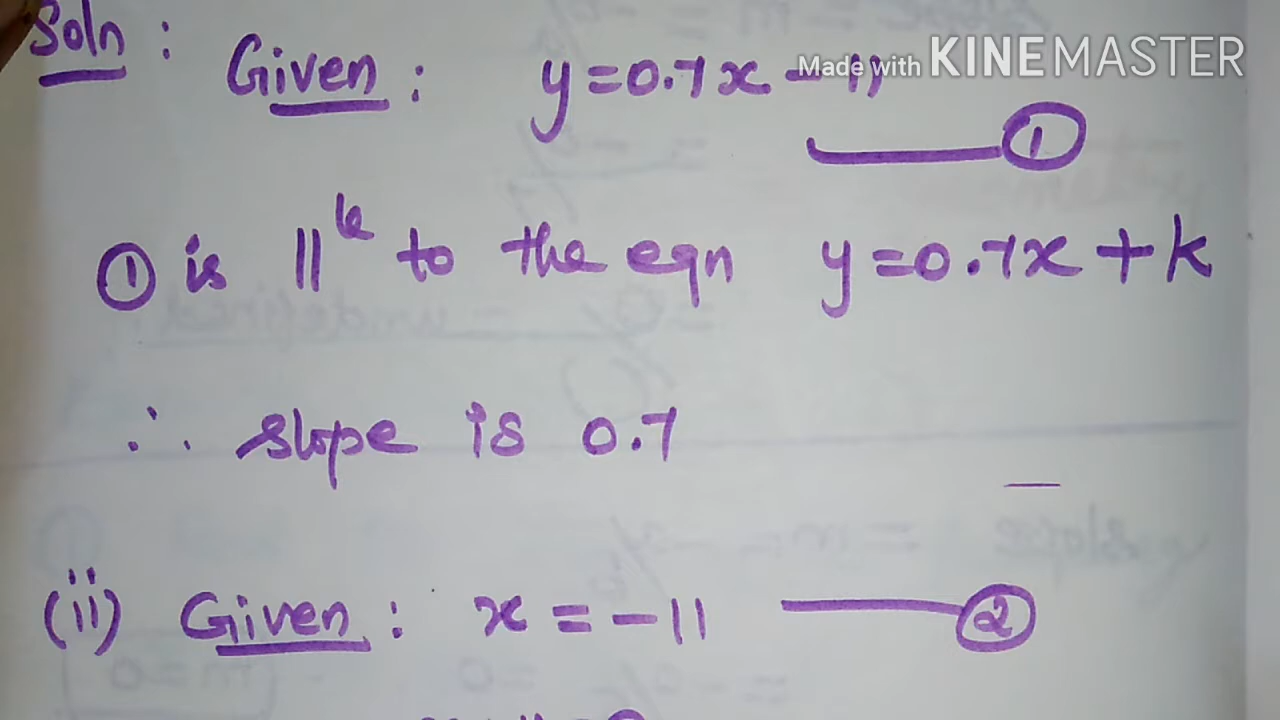 Soln :
Given : y=0.7x-11
Made with KINEMASTER
①
① is ||k to the eqn y=0.7x+k
∴ slope is 0.7
(ii) Given : x = -11 ②